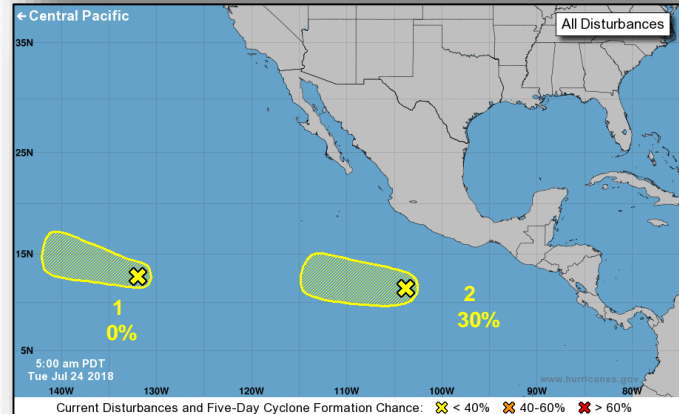 ←Central Pacific
All Disturbances
35N
25N
15N
5N
1
0%
2
30%
5:00 am PDT
Tue Jul 24 2018
www.hurricanes.gov
140W 130W 120W 110W 100W 90W 80W
Current Disturbances and Five-Day Cyclone Formation Chance: < 40% 40-60% > 60%